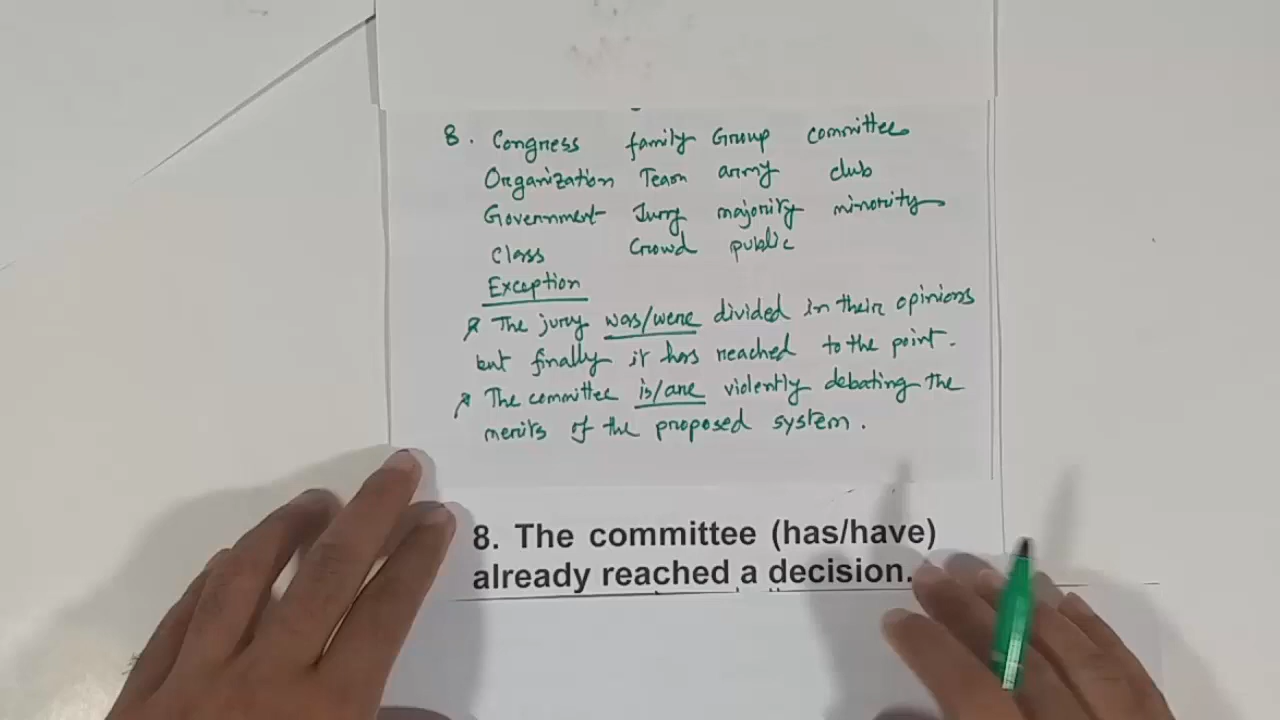 8. Congress family Group committee
Organization Team army club
Government Jury majority minority
Class Crowd public
Exception
The jury was/were divided in their opinions
but finally it has reached to the point.
The committee is/are violently debating the
merits of the proposed system.
8. The committee (has/have)
already reached a decision.